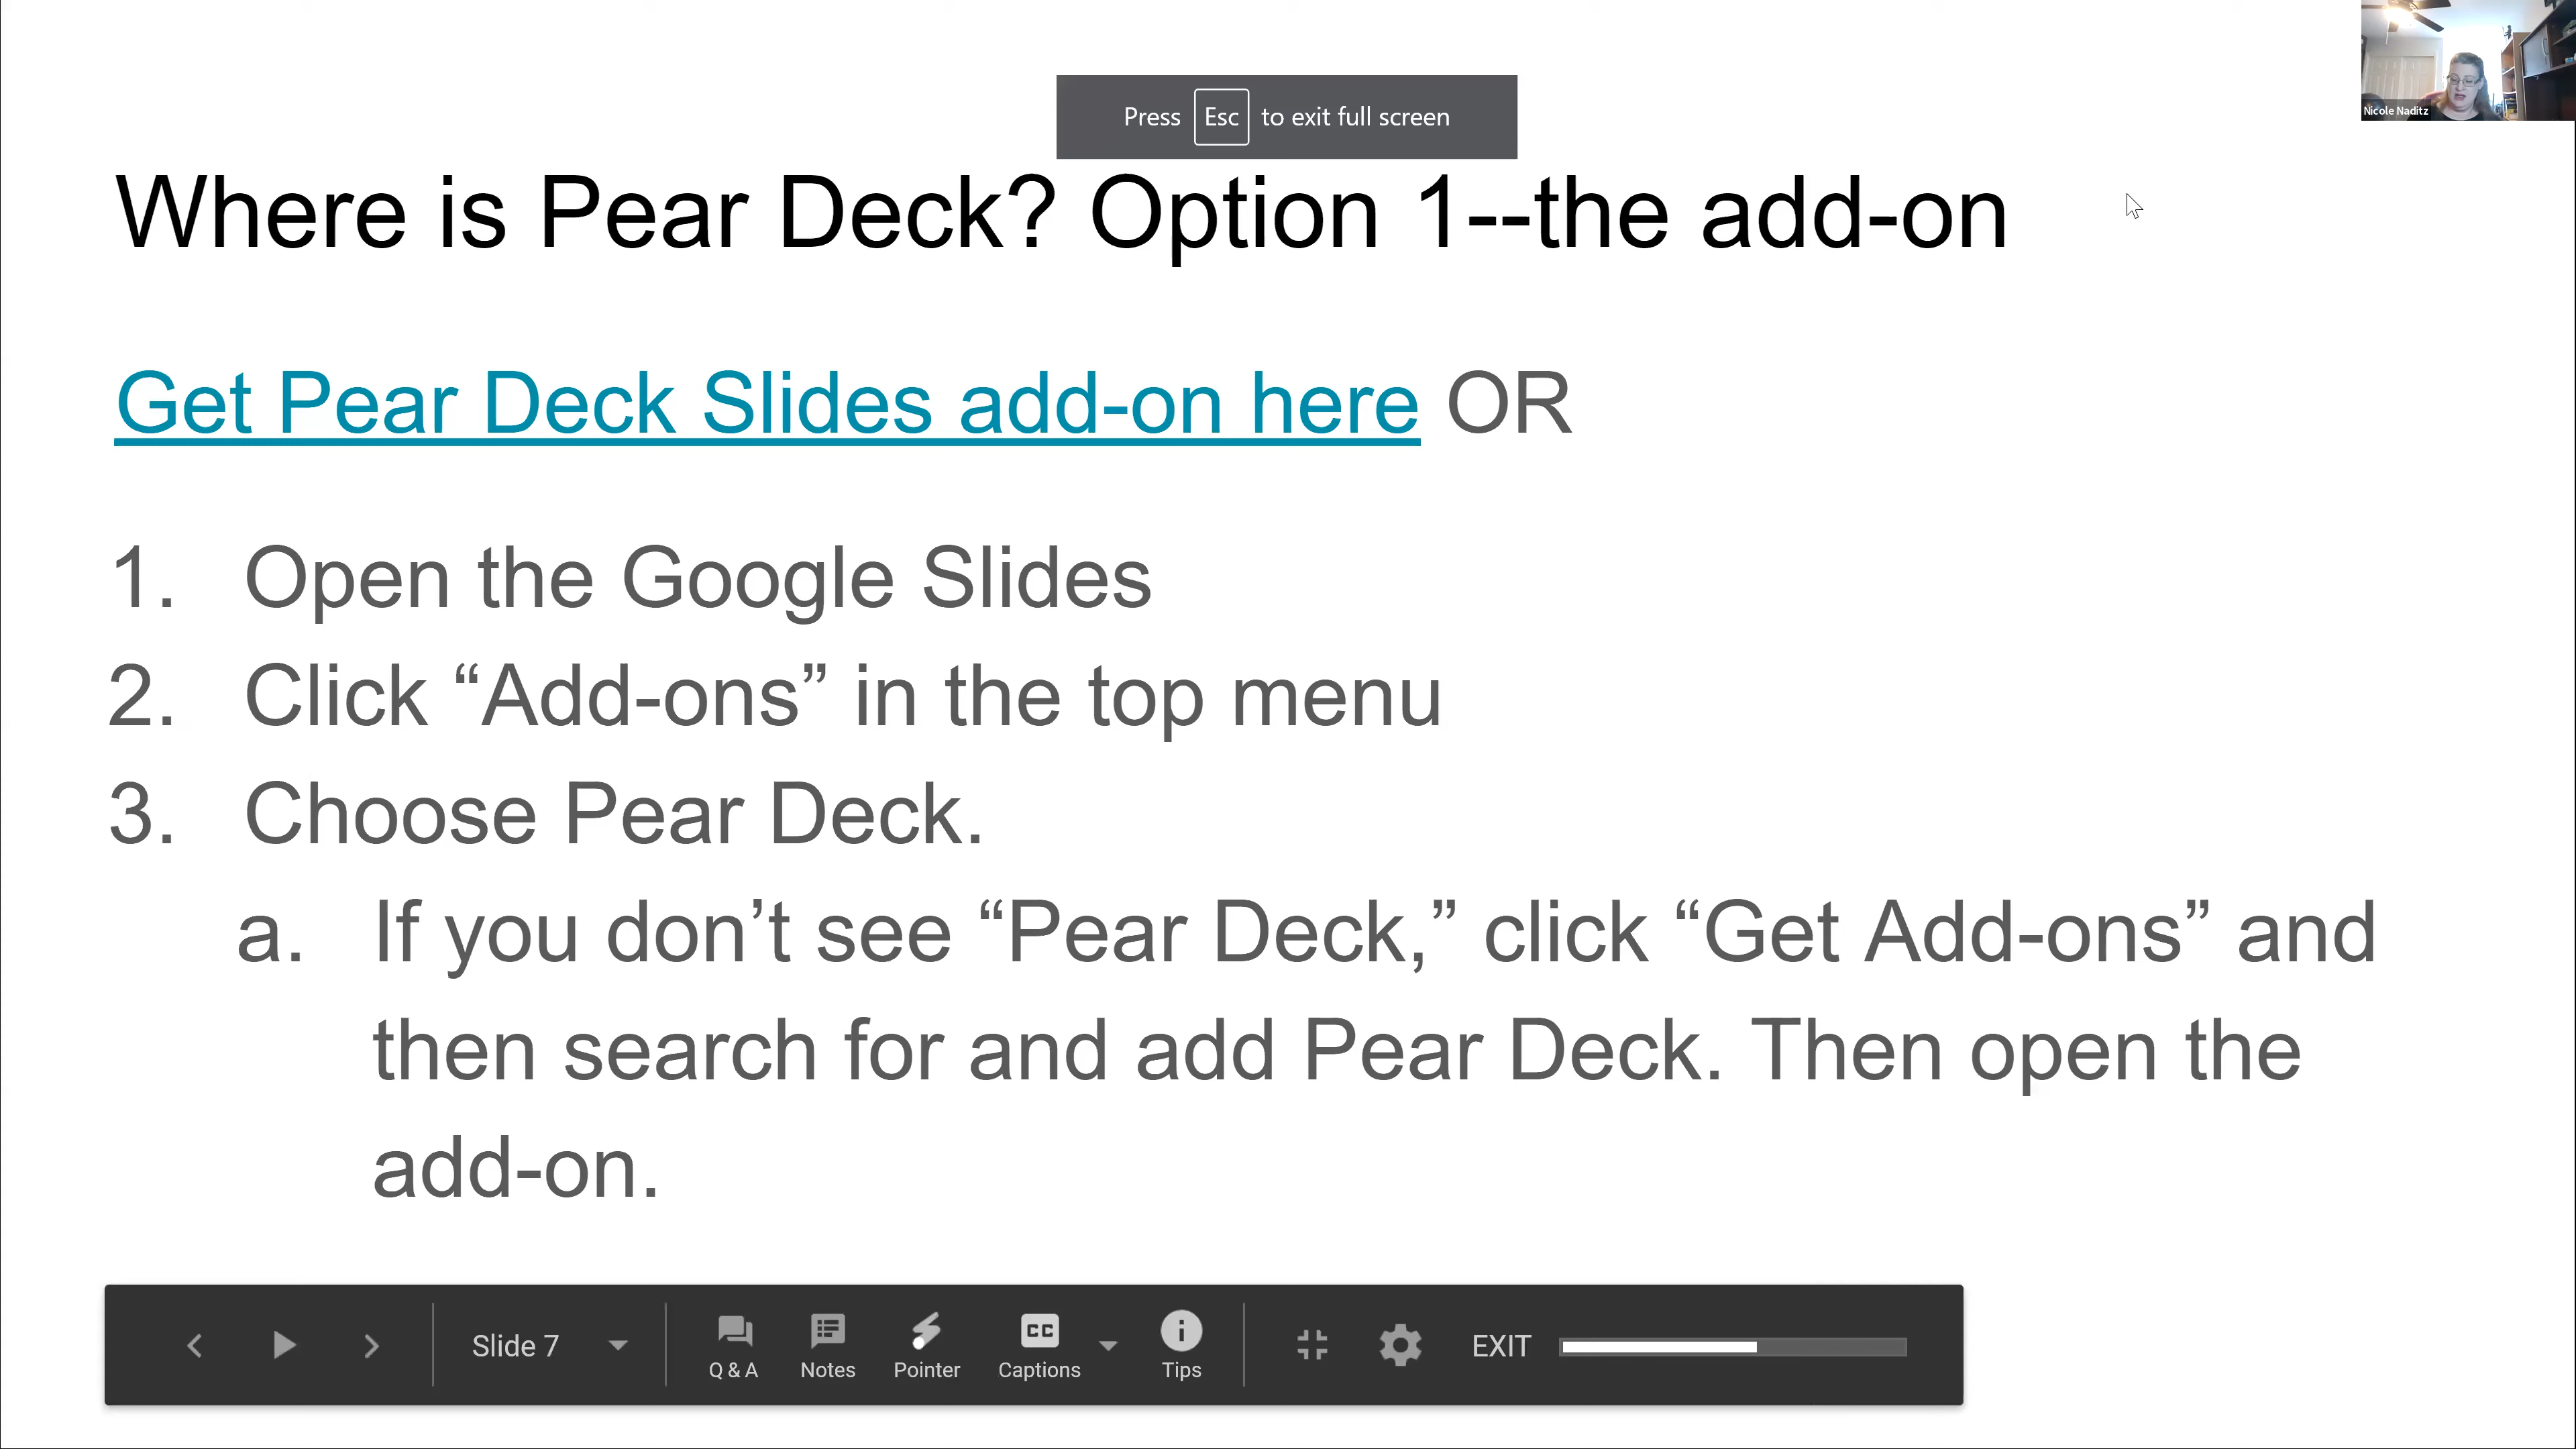 Press Esc to exit full screen
Nicole Naditz
Where is Pear Deck? Option 1--the add-on
Get Pear Deck Slides add-on here OR
1. Open the Google Slides
2. Click “Add-ons” in the top menu
3. Choose Pear Deck.
a. If you don’t see “Pear Deck,” click “Get Add-ons” and
then search for and add Pear Deck. Then open the
add-on.
Slide 7
Q & A
Notes
Pointer
CC
Captions
Tips
EXIT